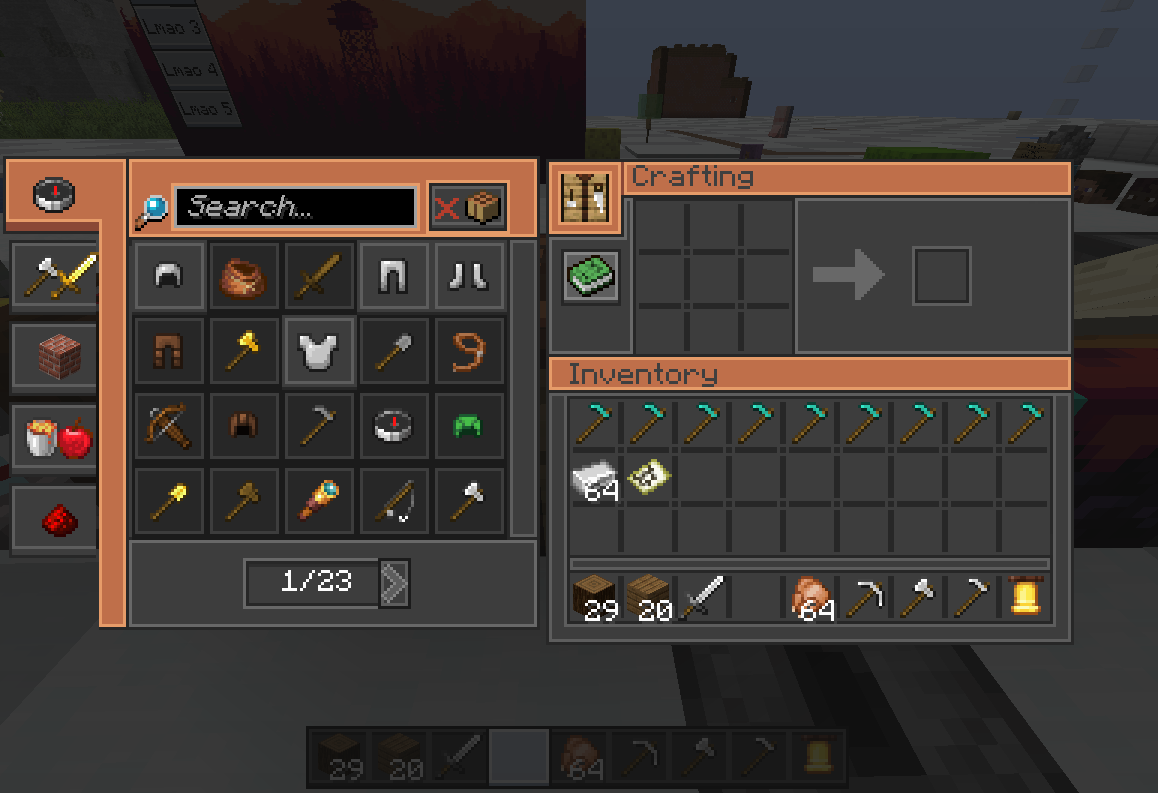 Lmao 3
Lmao 4
Lmao 5
Search...
Crafting
Inventory
1/23
64
29
20
64
29
20
64